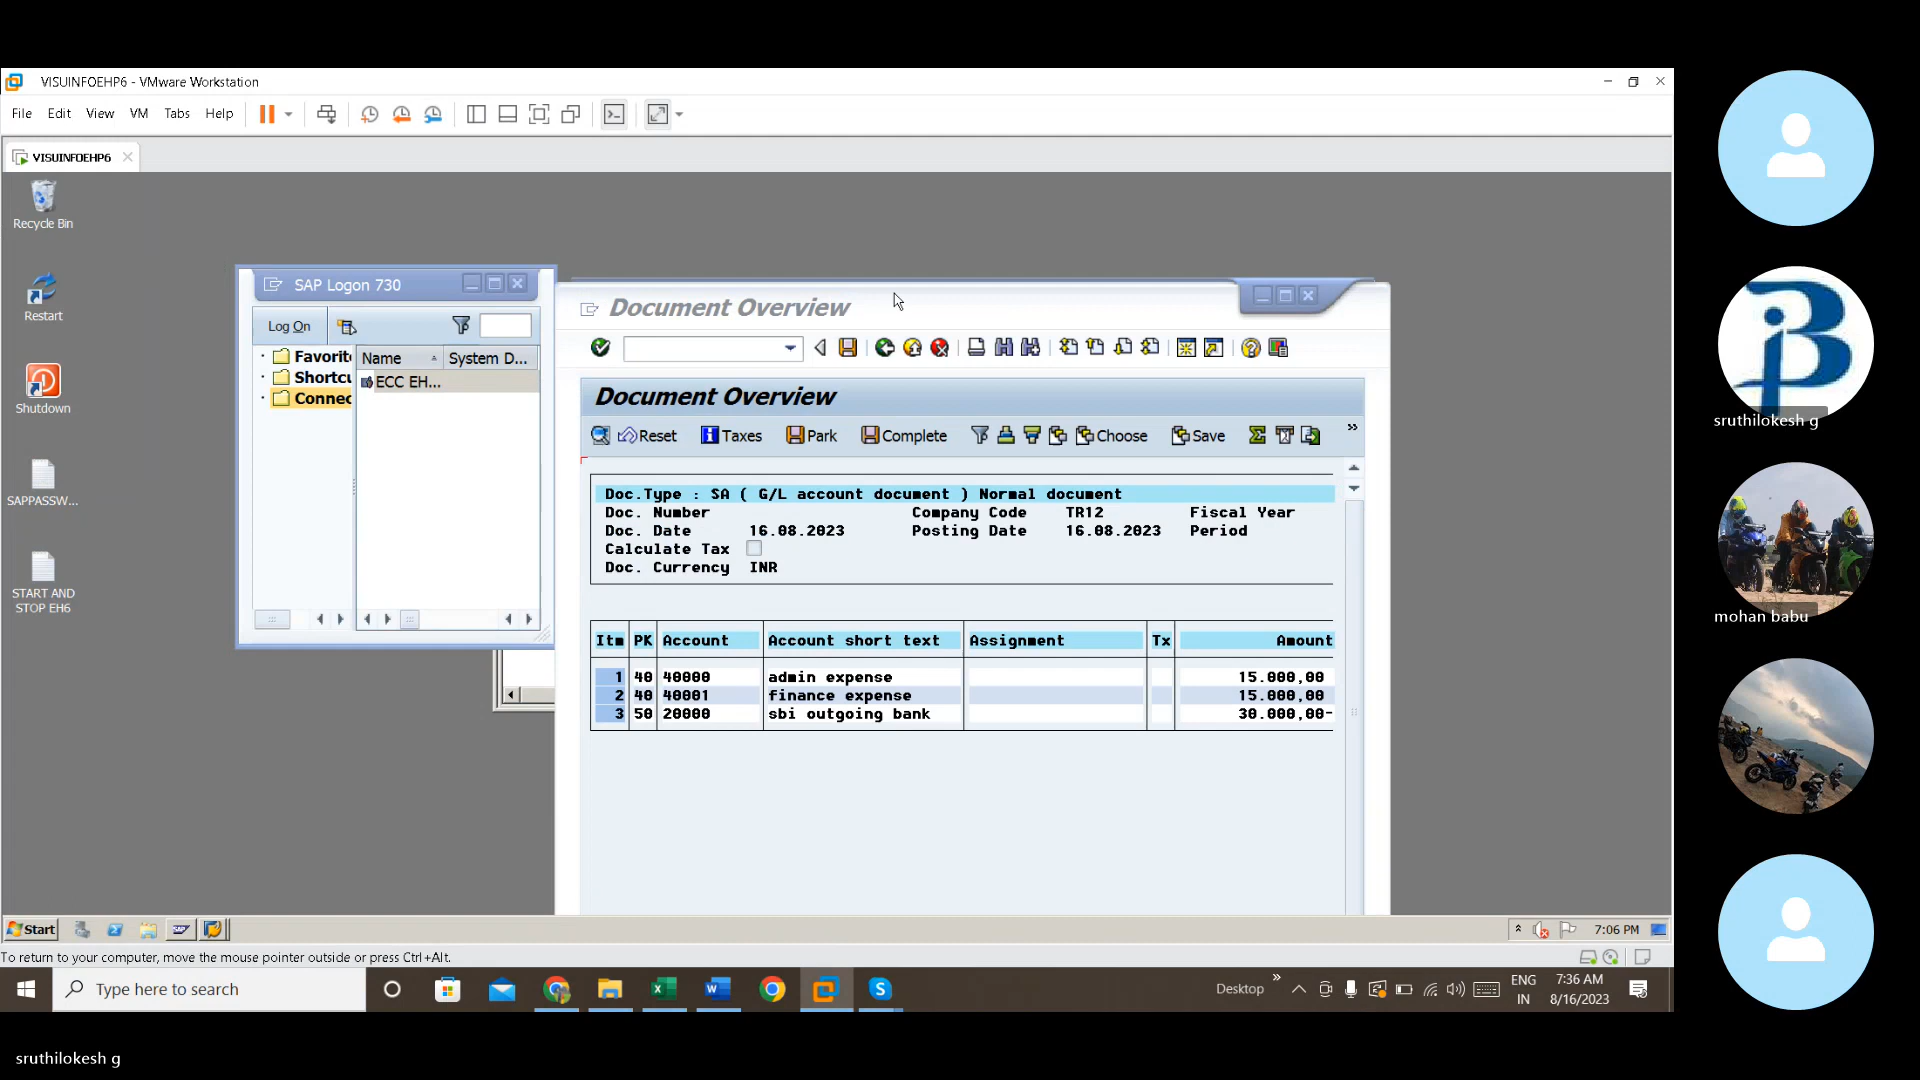 VISUINFOEHP6 - VMware Workstation
File Edit View VM Tabs Help
VISUINFOEHP6
Recycle Bin
Restart
Shutdown
SAPPASSW...
START AND
STOP EH6
SAP Logon 730
Log On
Favorite
Shortcu
Connec
Name System D...
ECC EH...
Document Overview
Document Overview
Reset Taxes Park Complete Choose Save
Doc.Type : SA ( G/L account document ) Normal document
Doc. Number Company Code TR12 Fiscal Year
Doc. Date 16.08.2023 Posting Date 16.08.2023 Period
Calculate Tax
Doc. Currency INR
Itm PK Account Account short text Assignment Tx Amount
1 40 40000 admin expense 15.000,00
2 40 40001 finance expense 15.000,00
3 50 20000 sbi outgoing bank 30.000,00-
Start
7:06 PM
To return to your computer, move the mouse pointer outside or press Ctrl+Alt.
Type here to search
Desktop
ENG
IN
7:36 AM
8/16/2023
sruthilokesh g
mohan babu
sruthilokesh g